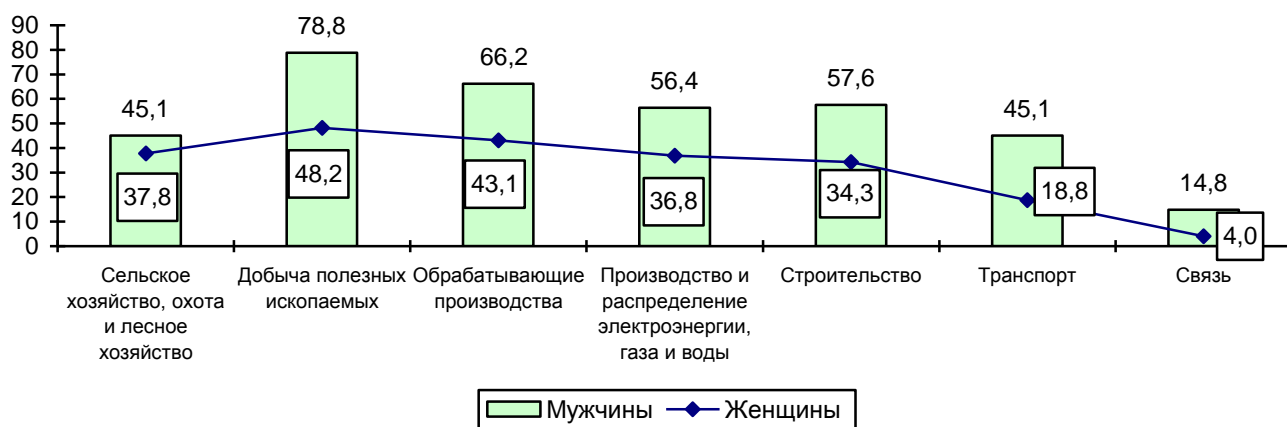 90
80
70
60
50
40
30
20
10
0
45,1
78,8
66,2
56,4
57,6
45,1
14,8
37,8
48,2
43,1
36,8
34,3
18,8
4,0
Сельское
хозяйство, охота
и лесное
хозяйство
Добыча полезных
ископаемых
Обрабатывающие
производства
Производство и
распределение
электроэнергии,
газа и воды
Строительство
Транспорт
Связь
Мужчины
Женщины